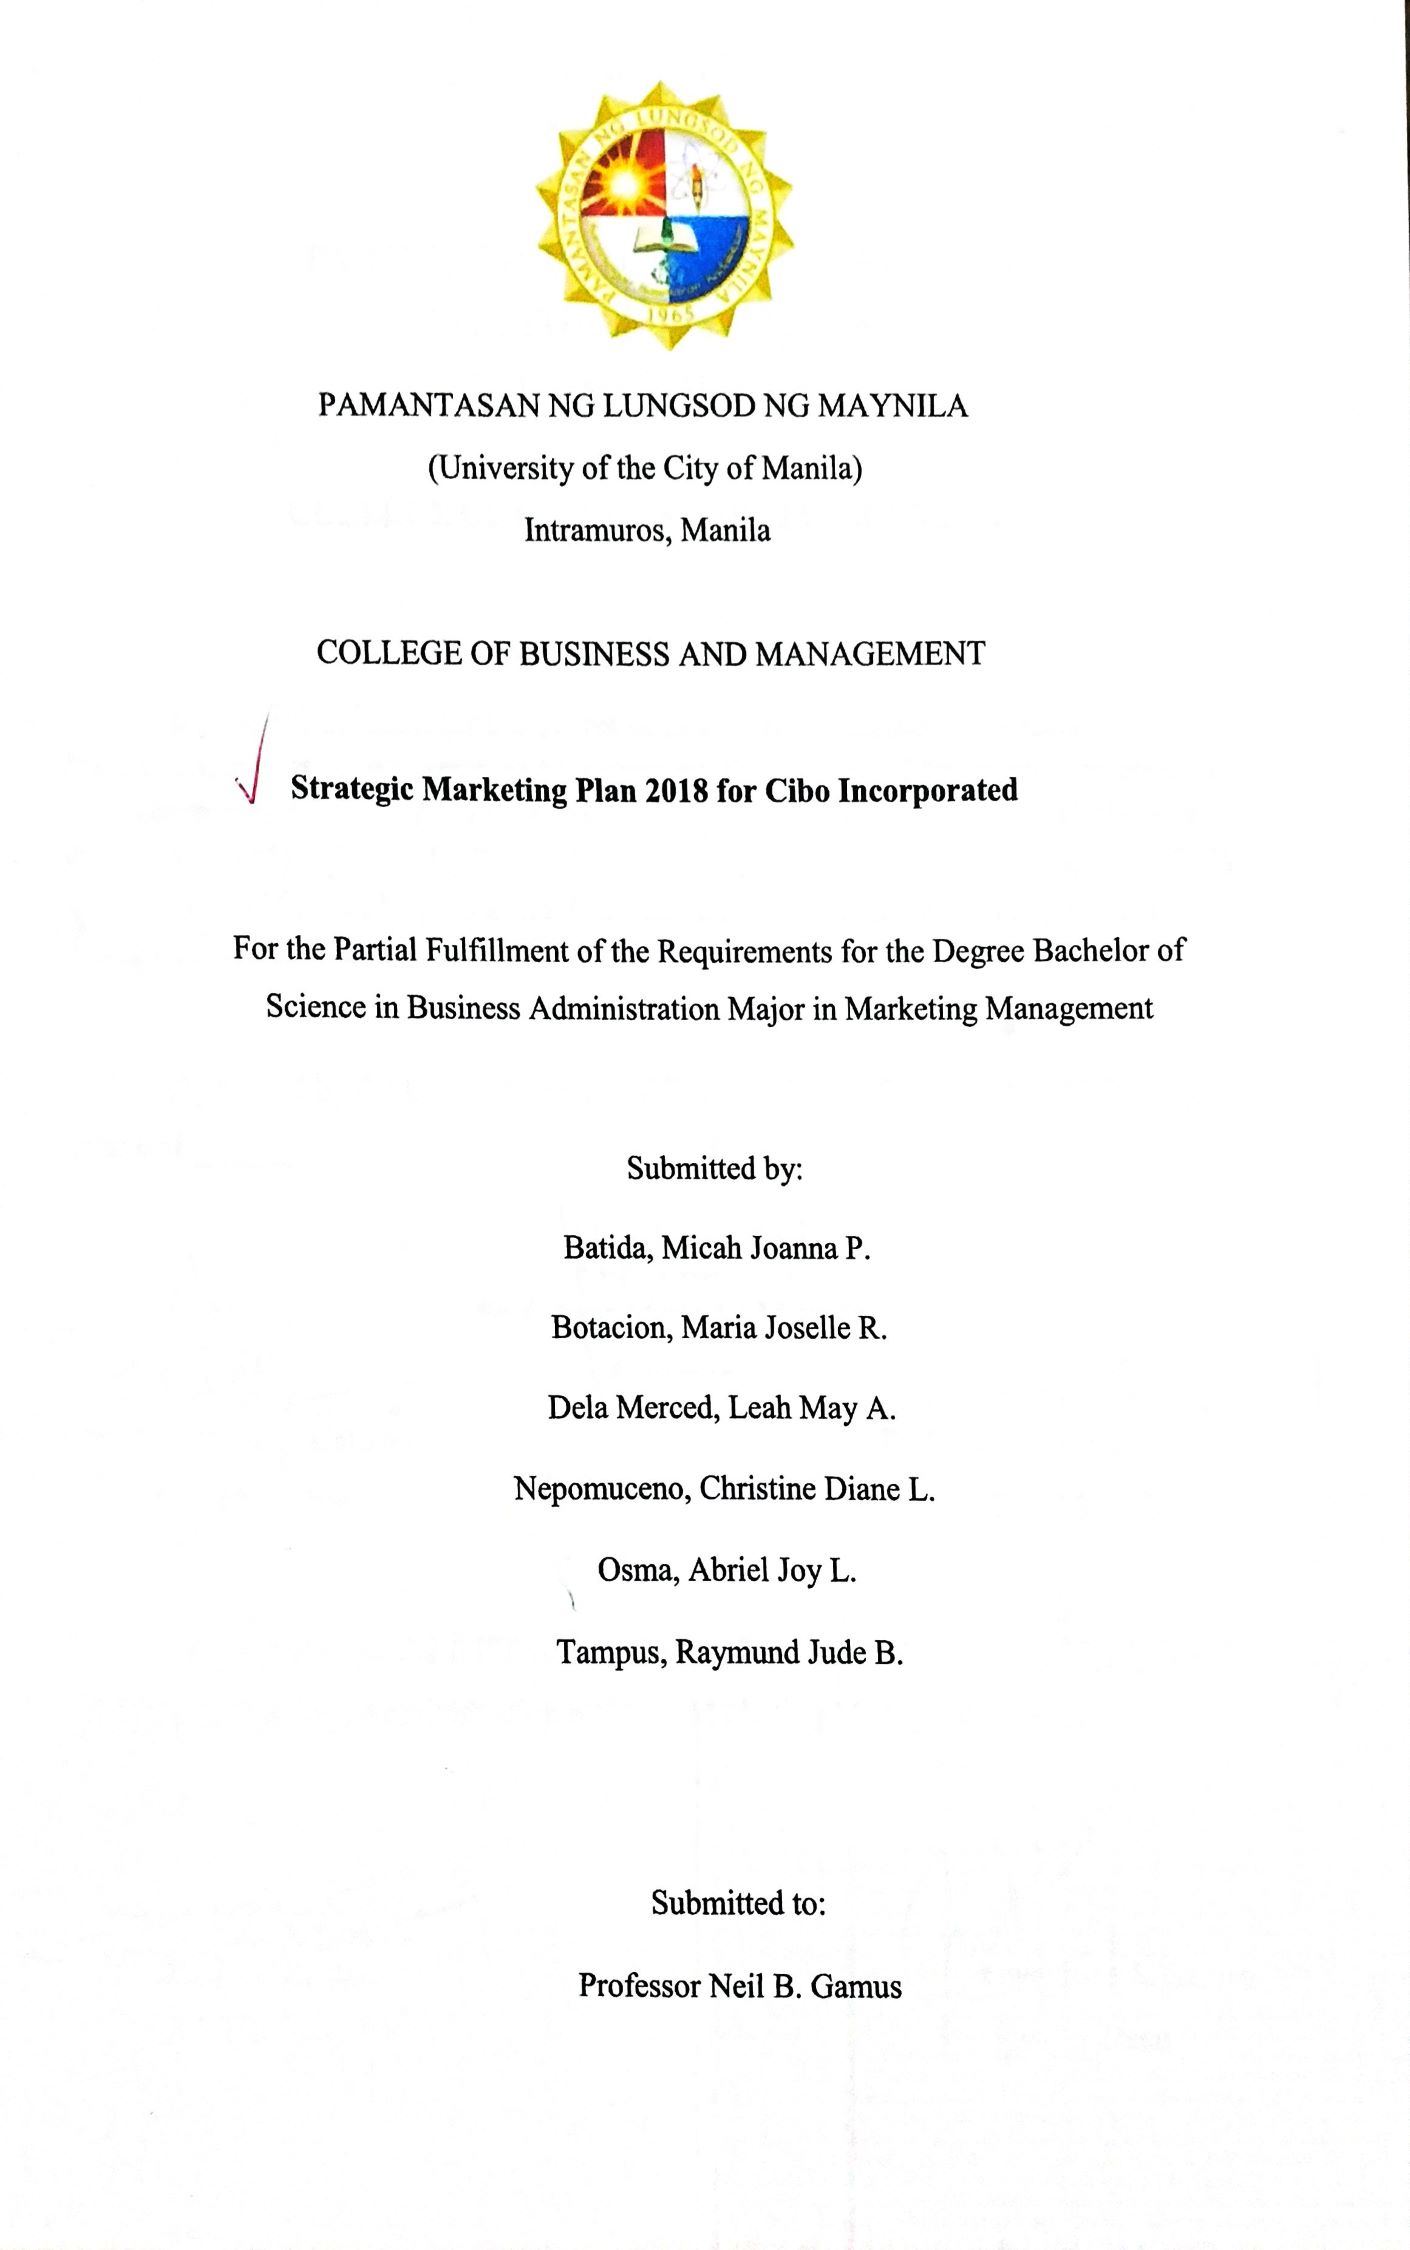 PAMANTASAN NG LUNGSOD NG MAYNILA
1965
PAMANTASAN NG LUNGSOD NG MAYNILA
(University of the City of Manila)
Intramuros, Manila
COLLEGE OF BUSINESS AND MANAGEMENT
Strategic Marketing Plan 2018 for Cibo Incorporated
For the Partial Fulfillment of the Requirements for the Degree Bachelor of
Science in Business Administration Major in Marketing Management
Submitted by:
Batida, Micah Joanna P.
Botacion, Maria Joselle R.
Dela Merced, Leah May A.
Nepomuceno, Christine Diane L.
Osma, Abriel Joy L.
Tampus, Raymund Jude B.
Submitted to:
Professor Neil B. Gamus